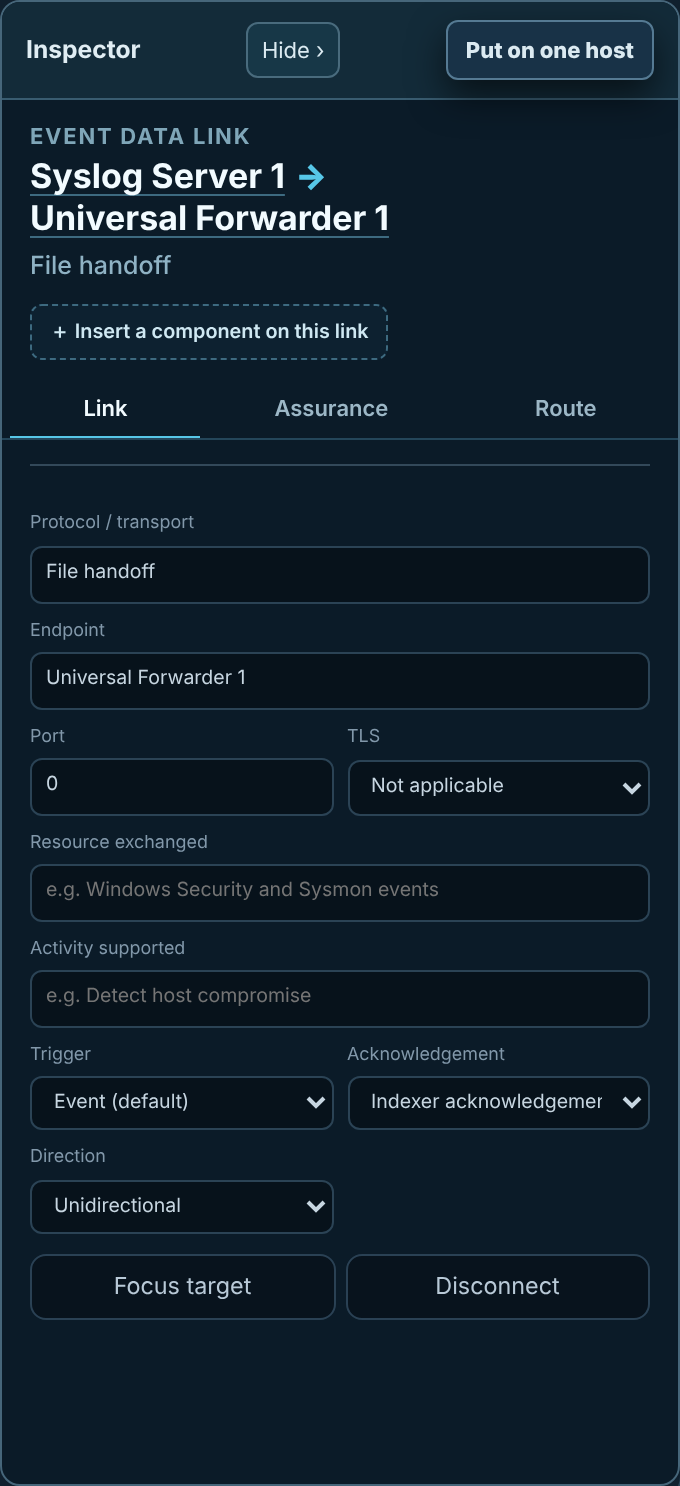 Inspector
Hide ›
Put on one host
EVENT DATA LINK
Syslog Server 1 →
Universal Forwarder 1
File handoff
+ Insert a component on this link
Link
Assurance
Route
Protocol / transport
File handoff
Endpoint
Universal Forwarder 1
Port
TLS
0
Not applicable
Resource exchanged
e.g. Windows Security and Sysmon events
Activity supported
e.g. Detect host compromise
Trigger
Acknowledgement
Event (default)
Indexer acknowledgemer
Direction
Unidirectional
Focus target
Disconnect